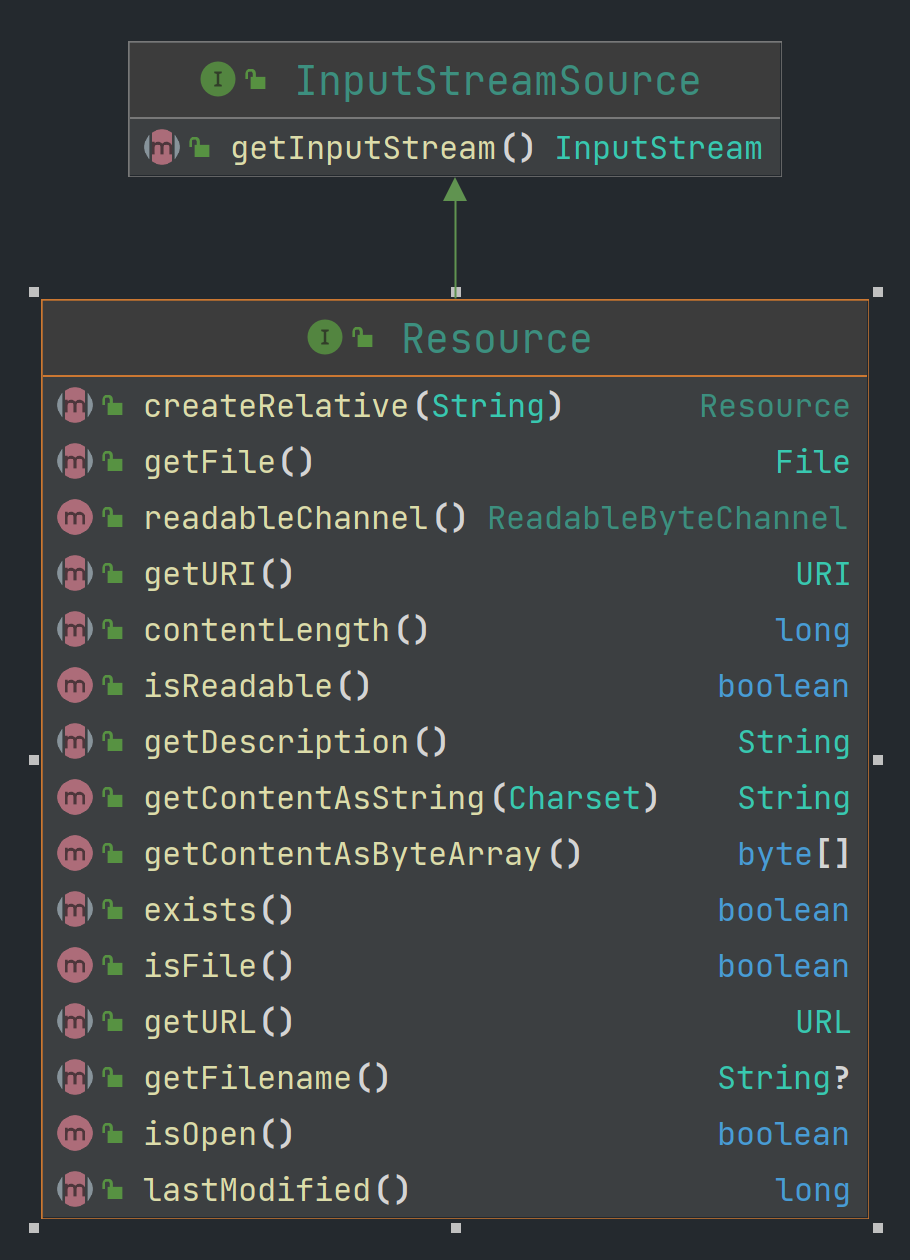 I InputStreamSource
m getInputStream() InputStream
I Resource
m createRelative(String) Resource
m getFile() File
m readableChannel() ReadableByteChannel
m getURI() URI
m contentLength() long
m isReadable() boolean
m getDescription() String
m getContentAsString(Charset) String
m getContentAsByteArray() byte[]
m exists() boolean
m isFile() boolean
m getURL() URL
m getFilename() String?
m isOpen() boolean
m lastModified() long